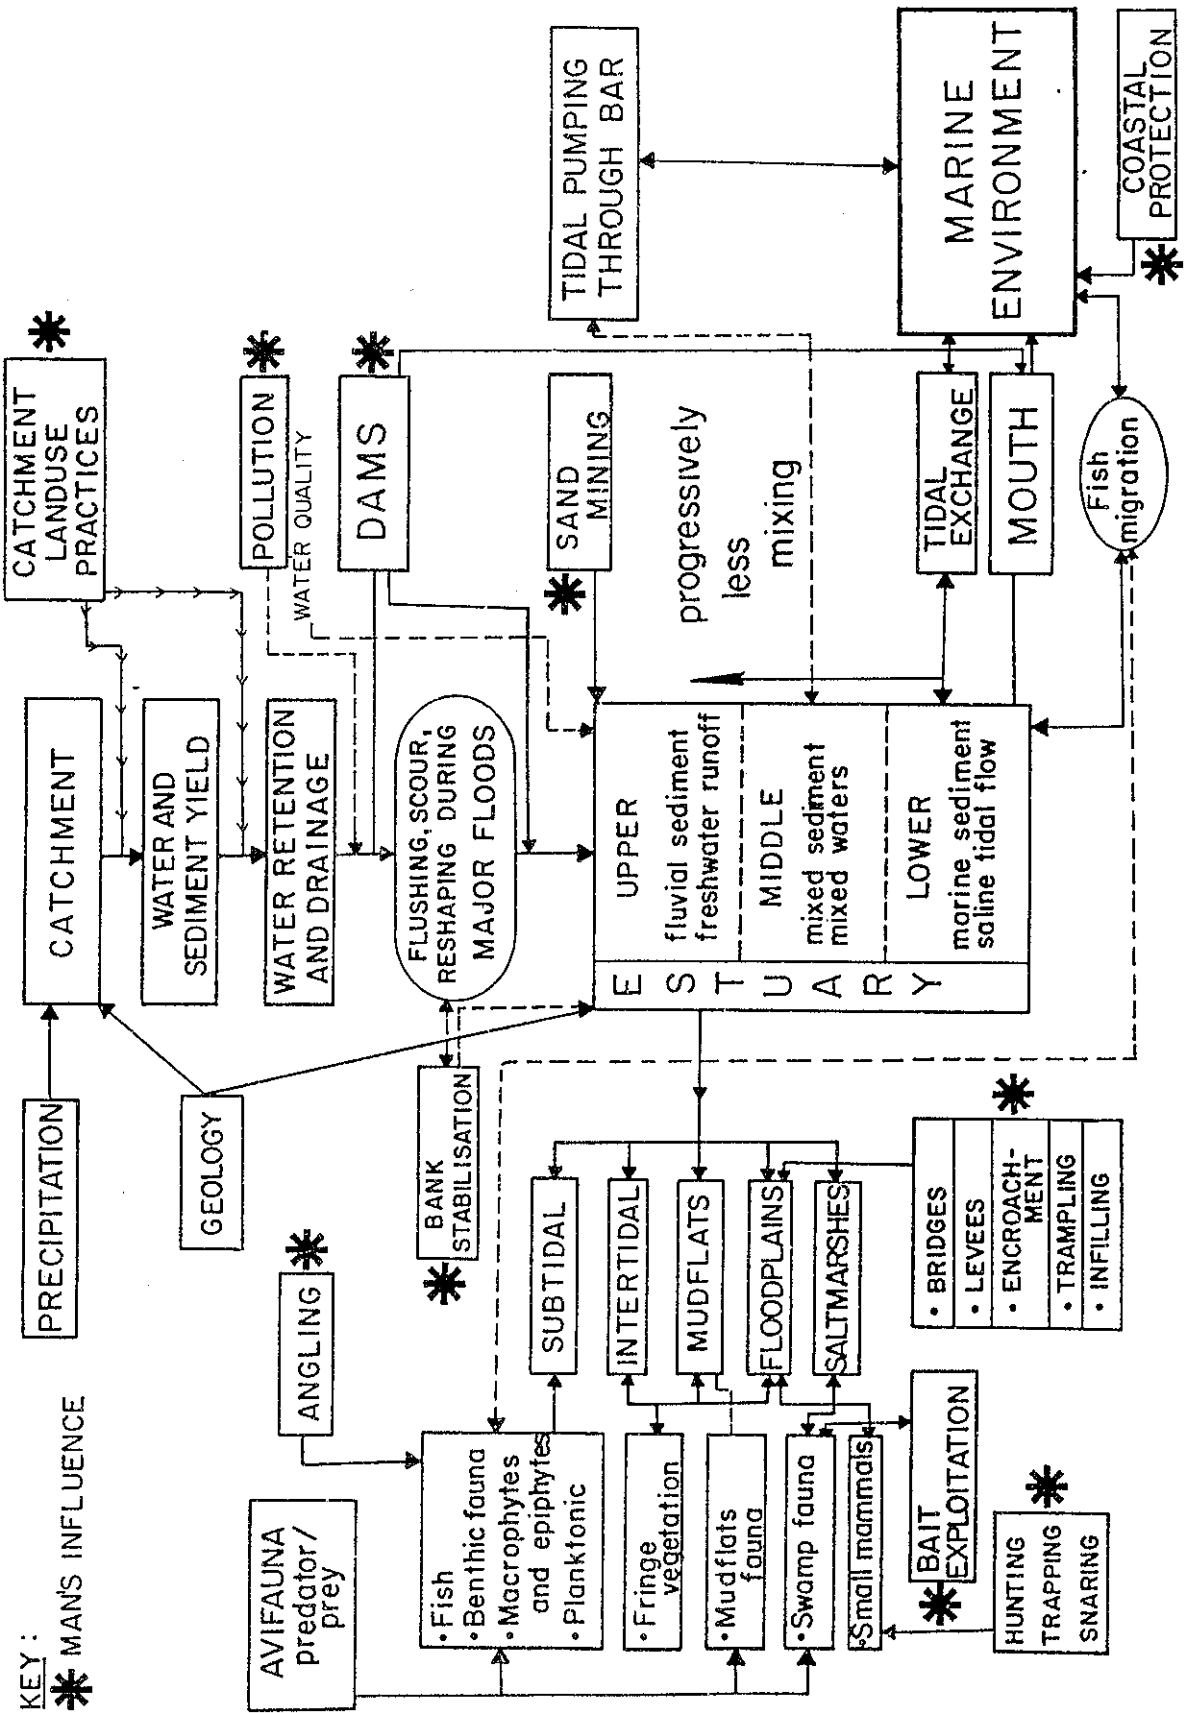 KEY :
MAN'S INFLUENCE
PRECIPITATION
CATCHMENT
CATCHMENT
LANDUSE
PRACTICES
GEOLOGY
WATER AND
SEDIMENT YIELD
POLLUTION
WATER QUALITY
WATER RETENTION
AND DRAINAGE
DAMS
AVIFAUNA
predator/
prey
ANGLING
BANK
STABILISATION
FLUSHING, SCOUR,
RESHAPING DURING
MAJOR FLOODS
SAND
MINING
TIDAL PUMPING
THROUGH BAR
• Fish
• Benthic fauna
• Macrophytes
and epiphytes
• Planktonic
SUBTIDAL
INTERTIDAL
MUDFLATS
FLOODPLAINS
SALTMARSHES
ESTUARY
UPPER
fluvial sediment
freshwater runoff
MIDDLE
mixed sediment
mixed waters
LOWER
marine sediment
saline tidal flow
progressively
less
mixing
• Fringe
vegetation
• Mudflats
fauna
• Swamp fauna
• Small mammals
BAIT
EXPLOITATION
HUNTING
TRAPPING
SNARING
• BRIDGES
• LEVEES
• ENCROACH-
MENT
• TRAMPLING
• INFILLING
TIDAL
EXCHANGE
MOUTH
Fish
migration
MARINE
ENVIRONMENT
COASTAL
PROTECTION